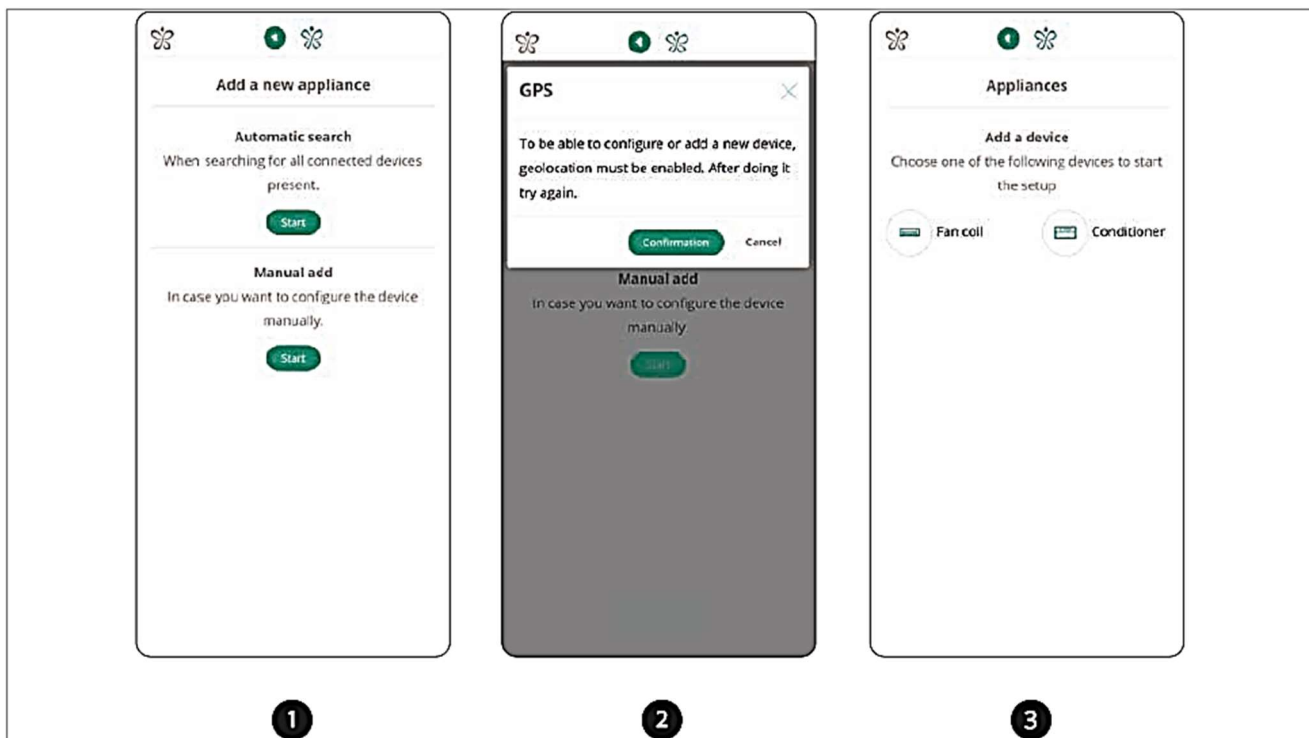 Add a new appliance
Automatic search
When searching for all connected devices
present.
Start
Manual add
In case you want to configure the device
manually.
Start
1
GPS
To be able to configure or add a new device,
geolocation must be enabled. After doing it
try again.
Confirmation Cancel
Manual add
In case you want to configure the device
manually.
Start
2
Appliances
Add a device
Choose one of the following devices to start
the setup
Fan coil Conditioner
3